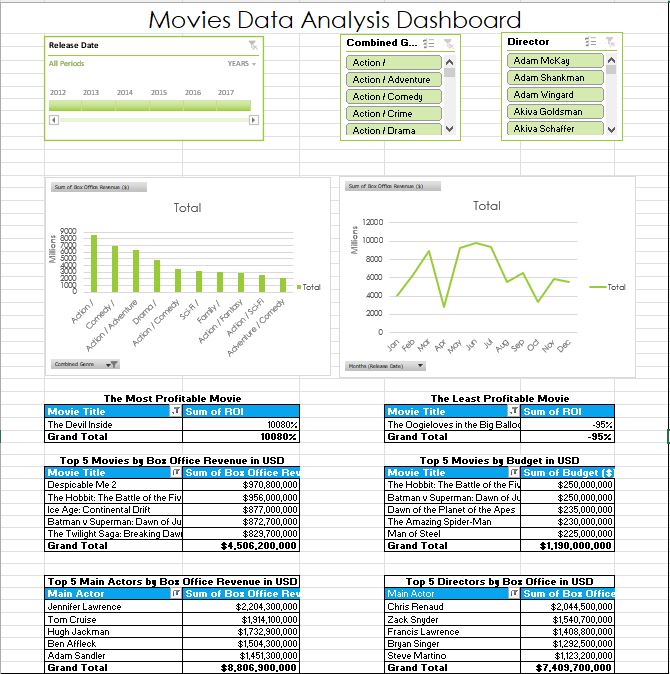 Movies Data Analysis Dashboard
Release Date
All Periods YEARS
2012 2013 2014 2015 2016 2017
Combined G...
Action /
Action / Adventure
Action / Comedy
Action / Crime
Action / Drama
Director
Adam McKay
Adam Shankman
Adam Wingard
Akiva Goldsman
Akiva Schaffer
Sum of Box Office Revenue ($)
Total
Millions
9000
8000
7000
6000
5000
4000
3000
2000
1000
0
Action /
Comedy /
Action / Adventure
Drama /
Action / Comedy
Sci-Fi /
Family /
Action / Fantasy
Action / Sci-Fi
Adventure / Comedy
Total
Combined Genre
Sum of Box Office Revenue ($)
Total
Millions
12000
10000
8000
6000
4000
2000
0
Jan Feb Mar Apr May Jun Jul Aug Sep Oct Nov Dec
Total
Months (Release Date)
The Most Profitable Movie
Movie Title Sum of ROI
The Devil Inside 10080%
Grand Total 10080%
The Least Profitable Movie
Movie Title Sum of ROI
The Oogieloves in the Big Balloo -95%
Grand Total -95%
Top 5 Movies by Box Office Revenue in USD
Movie Title Sum of Box Office Rev
Despicable Me 2 $970,800,000
The Hobbit: The Battle of the Fiv $956,000,000
Ice Age: Continental Drift $877,000,000
Batman v Superman: Dawn of Ju $872,700,000
The Twilight Saga: Breaking Daw $829,700,000
Grand Total $4,506,200,000
Top 5 Movies by Budget in USD
Movie Title Sum of Budget ($
The Hobbit: The Battle of the Fiv $250,000,000
Batman v Superman: Dawn of Ju $250,000,000
Dawn of the Planet of the Apes $235,000,000
The Amazing Spider-Man $230,000,000
Man of Steel $225,000,000
Grand Total $1,190,000,000
Top 5 Main Actors by Box Office Revenue in USD
Main Actor Sum of Box Office Rev
Jennifer Lawrence $2,204,300,000
Tom Cruise $1,914,100,000
Hugh Jackman $1,732,900,000
Ben Affleck $1,504,300,000
Adam Sandler $1,451,300,000
Grand Total $8,806,900,000
Top 5 Directors by Box Office in USD
Main Actor Sum of Box Office
Chris Renaud $2,044,500,000
Zack Snyder $1,540,700,000
Francis Lawrence $1,408,800,000
Bryan Singer $1,292,500,000
Steve Martino $1,123,200,000
Grand Total $7,409,700,000